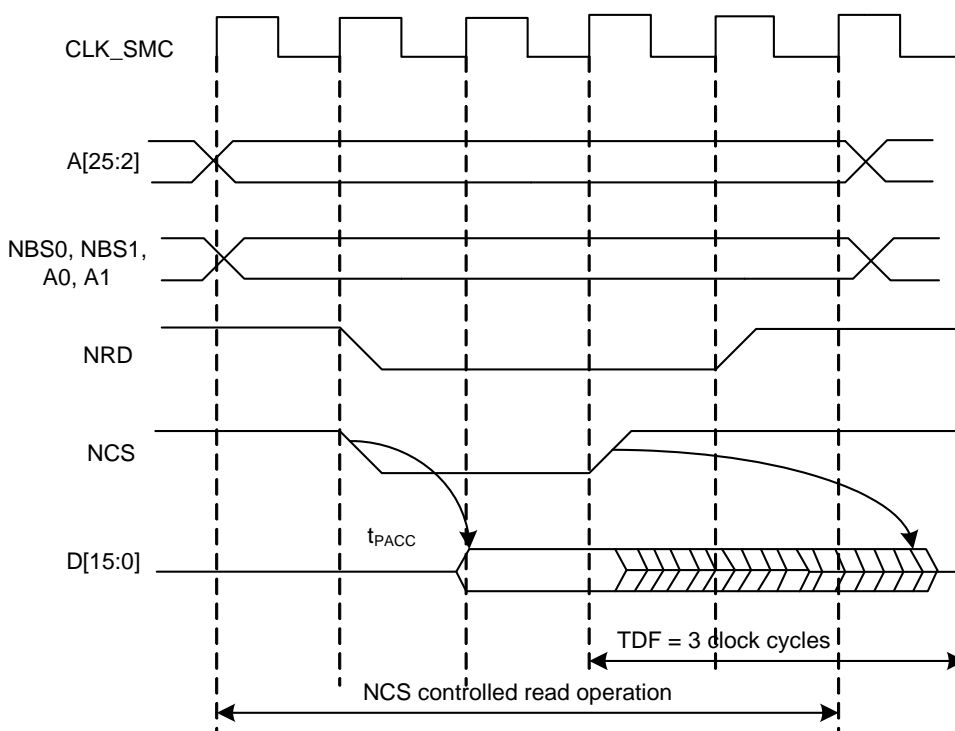 CLK_SMC
A[25:2]
NBS0, NBS1,
A0, A1
NRD
NCS
tPACC
D[15:0]
TDF = 3 clock cycles
NCS controlled read operation